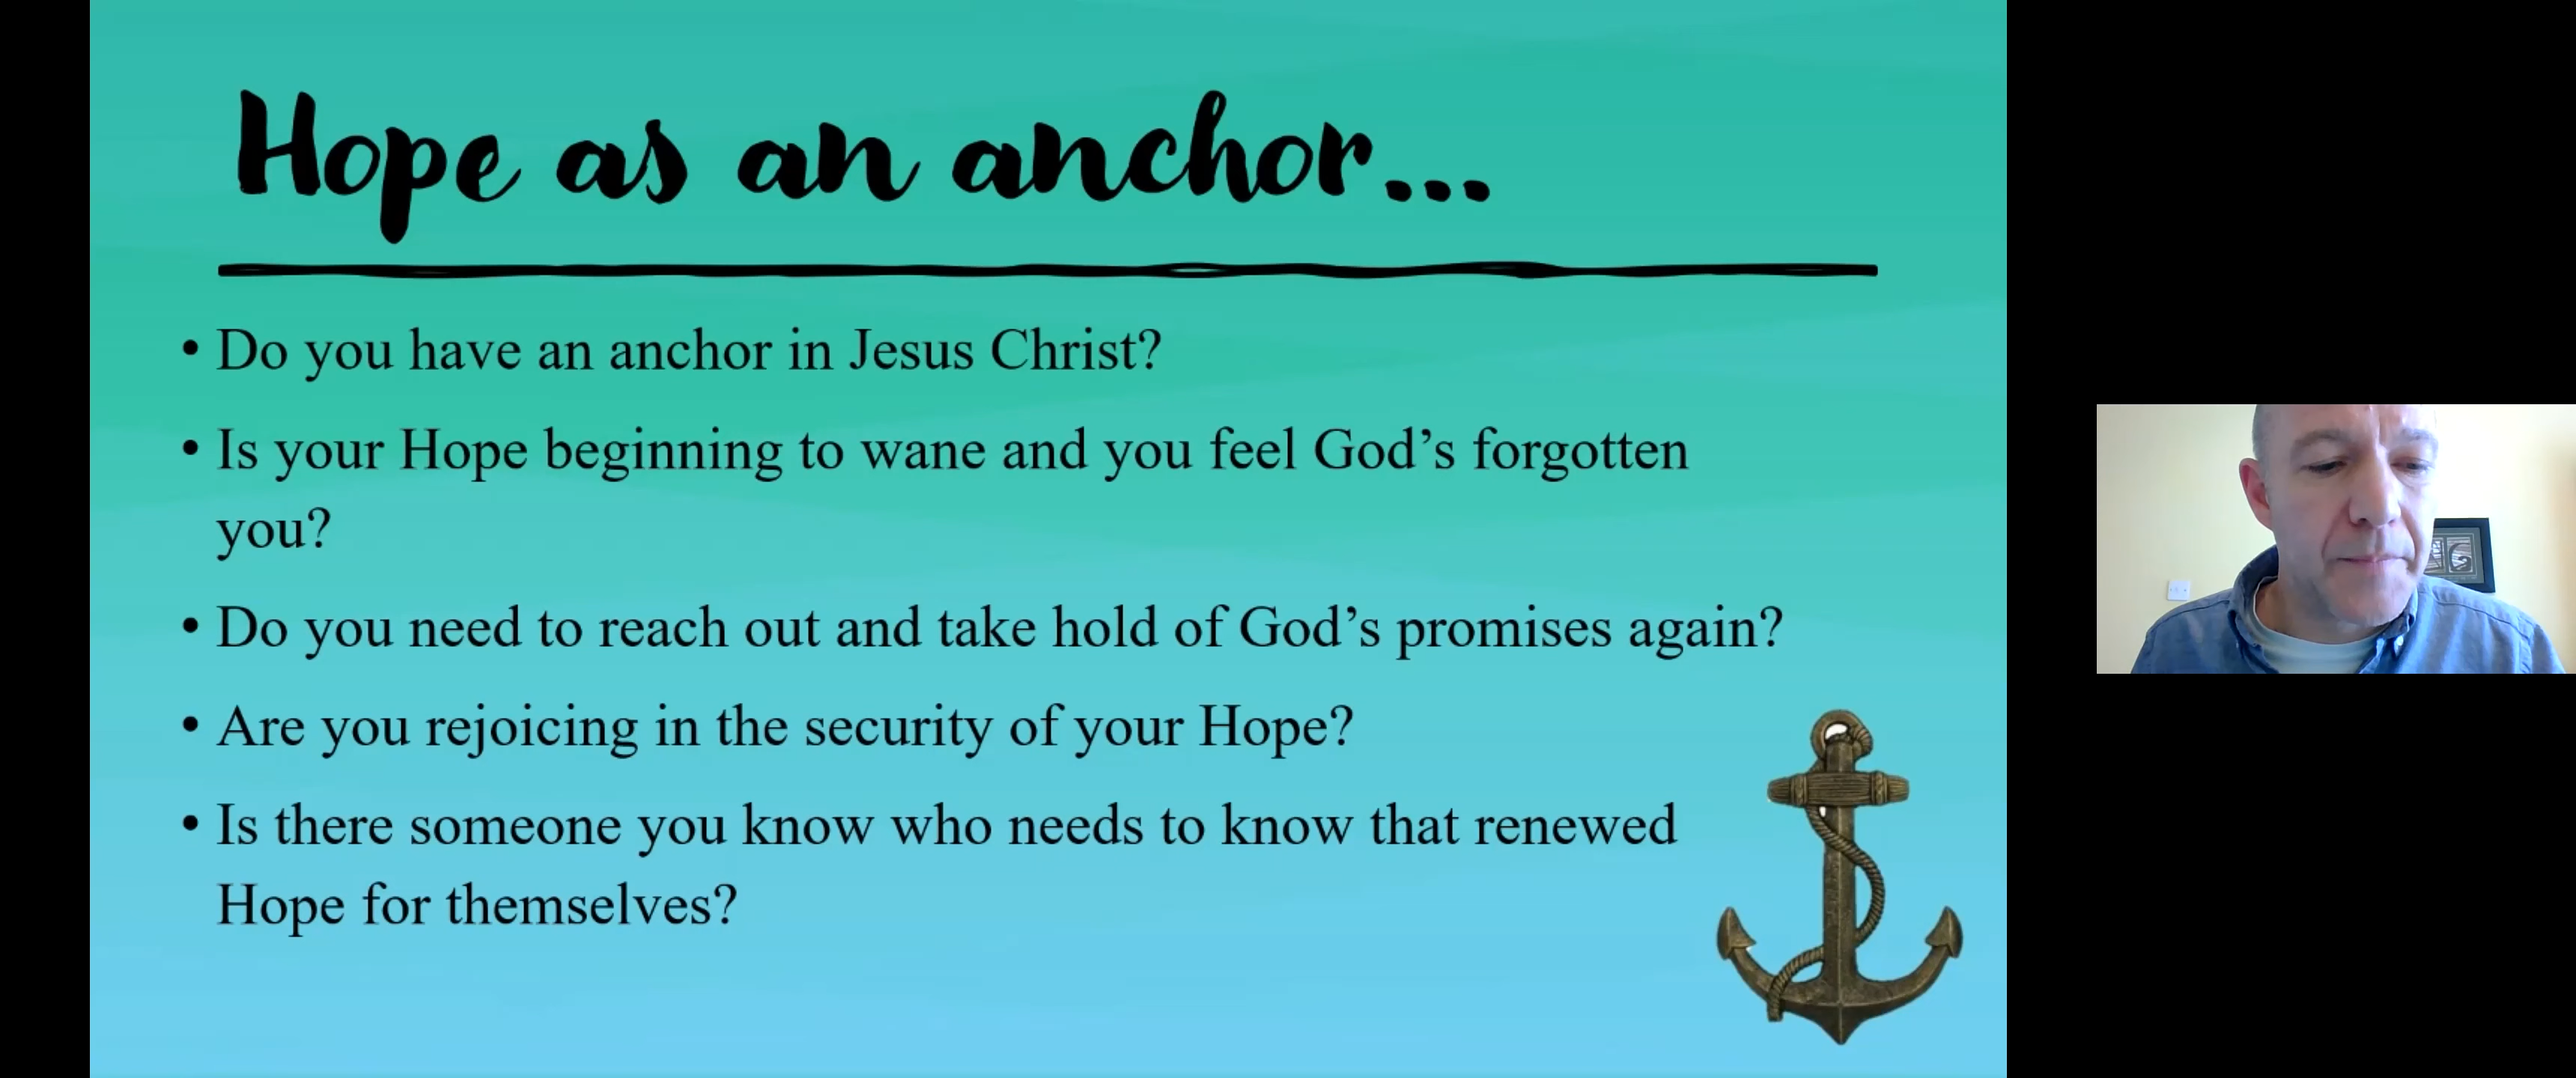 Hope as an anchor...
• Do you have an anchor in Jesus Christ?
• Is your Hope beginning to wane and you feel God’s forgotten
you?
• Do you need to reach out and take hold of God’s promises again?
• Are you rejoicing in the security of your Hope?
• Is there someone you know who needs to know that renewed
Hope for themselves?